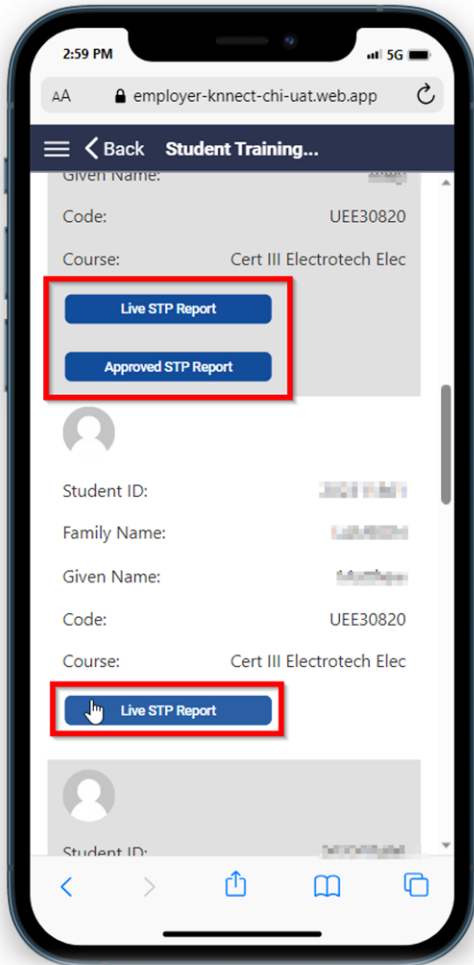 2:59 PM 5G
AA employer-knnect-chi-uat.web.app
Back Student Training...
Given Name:
Code: UEE30820
Course: Cert III Electrotech Elec
Live STP Report
Approved STP Report
Student ID:
Family Name:
Given Name:
Code: UEE30820
Course: Cert III Electrotech Elec
Live STP Report
Student ID: